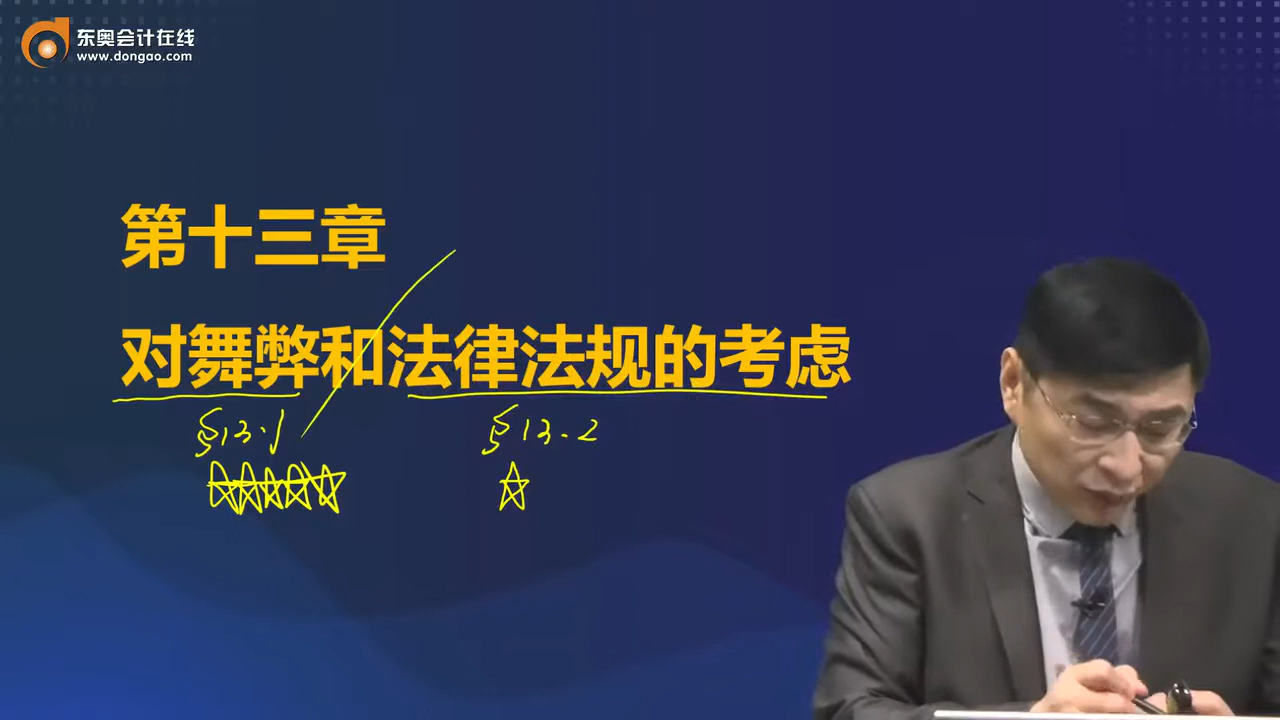 东奥会计在线
www.dongao.com
第十三章
对舞弊和法律法规的考虑
§13.1
§13.2